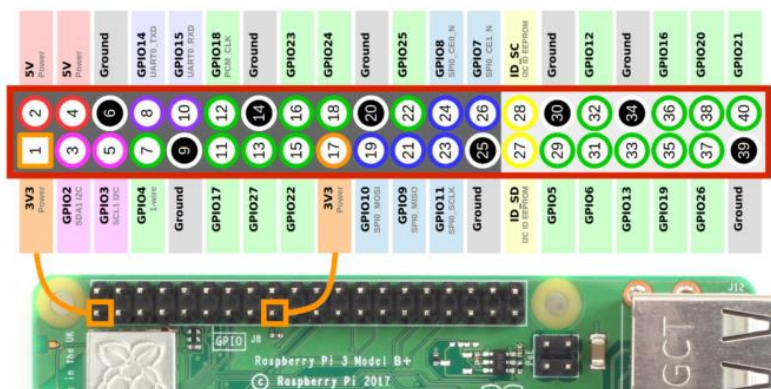 5V Power
5V Power
Ground
GPIO14 UART0_TXD
GPIO15 UART0_RXD
GPIO18 PCM_CLK
Ground
GPIO23
GPIO24
Ground
GPIO25
GPIO8 SPI0_CE0_N
GPIO7 SPI0_CE1_N
ID_SC I2C ID EEPROM
Ground
GPIO12
Ground
GPIO16
GPIO20
GPIO21
2 4 6 8 10 12 14 16 18 20 22 24 26 28 30 32 34 36 38 40
1 3 5 7 9 11 13 15 17 19 21 23 25 27 29 31 33 35 37 39
3V3 Power
GPIO2 SDA1 I2C
GPIO3 SCL1 I2C
GPIO4 1-wire
Ground
GPIO17
GPIO27
GPIO22
3V3 Power
GPIO10 SPI0_MOSI
GPIO9 SPI0_MISO
GPIO11 SPI0_SCLK
Ground
ID_SD I2C ID EEPROM
GPIO5
GPIO6
GPIO13
GPIO19
GPIO26
Ground
in the UK
GPIO J8
Raspberry Pi 3 Model B+
© Raspberry Pi 2017
J12
GCT